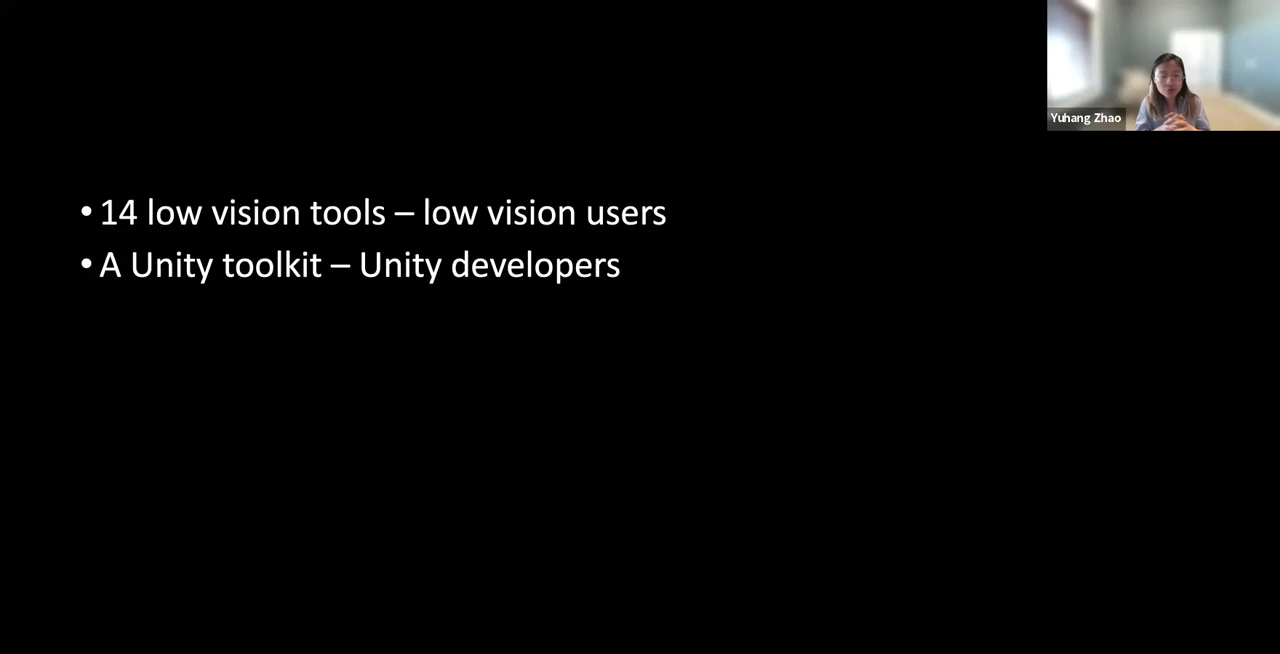 Yuhang Zhao
• 14 low vision tools – low vision users
• A Unity toolkit – Unity developers